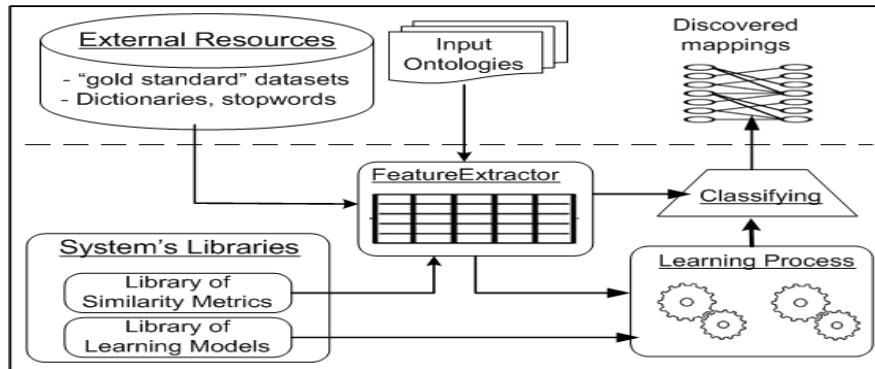 External Resources
- "gold standard" datasets
- Dictionaries, stopwords
Input
Ontologies
Discovered
mappings
FeatureExtractor
Classifying
System's Libraries
Library of
Similarity Metrics
Library of
Learning Models
Learning Process